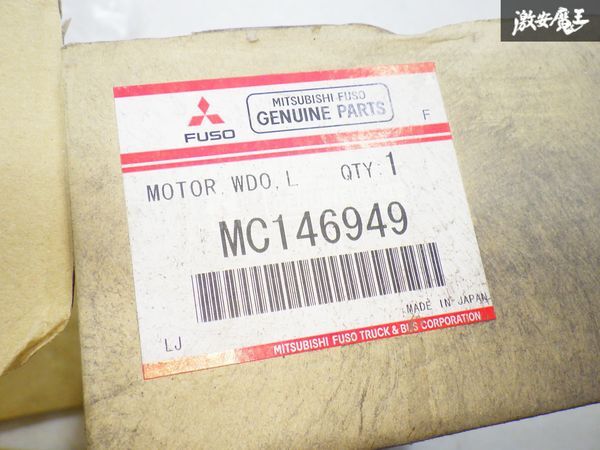 激安魔王
FUSO
MITSUBISHI FUSO
GENUINE PARTS
F
MOTOR, WDO, L QTY: 1
MC146949
MADE IN JAPAN
LJ
MITSUBISHI FUSO TRUCK & BUS CORPORATION